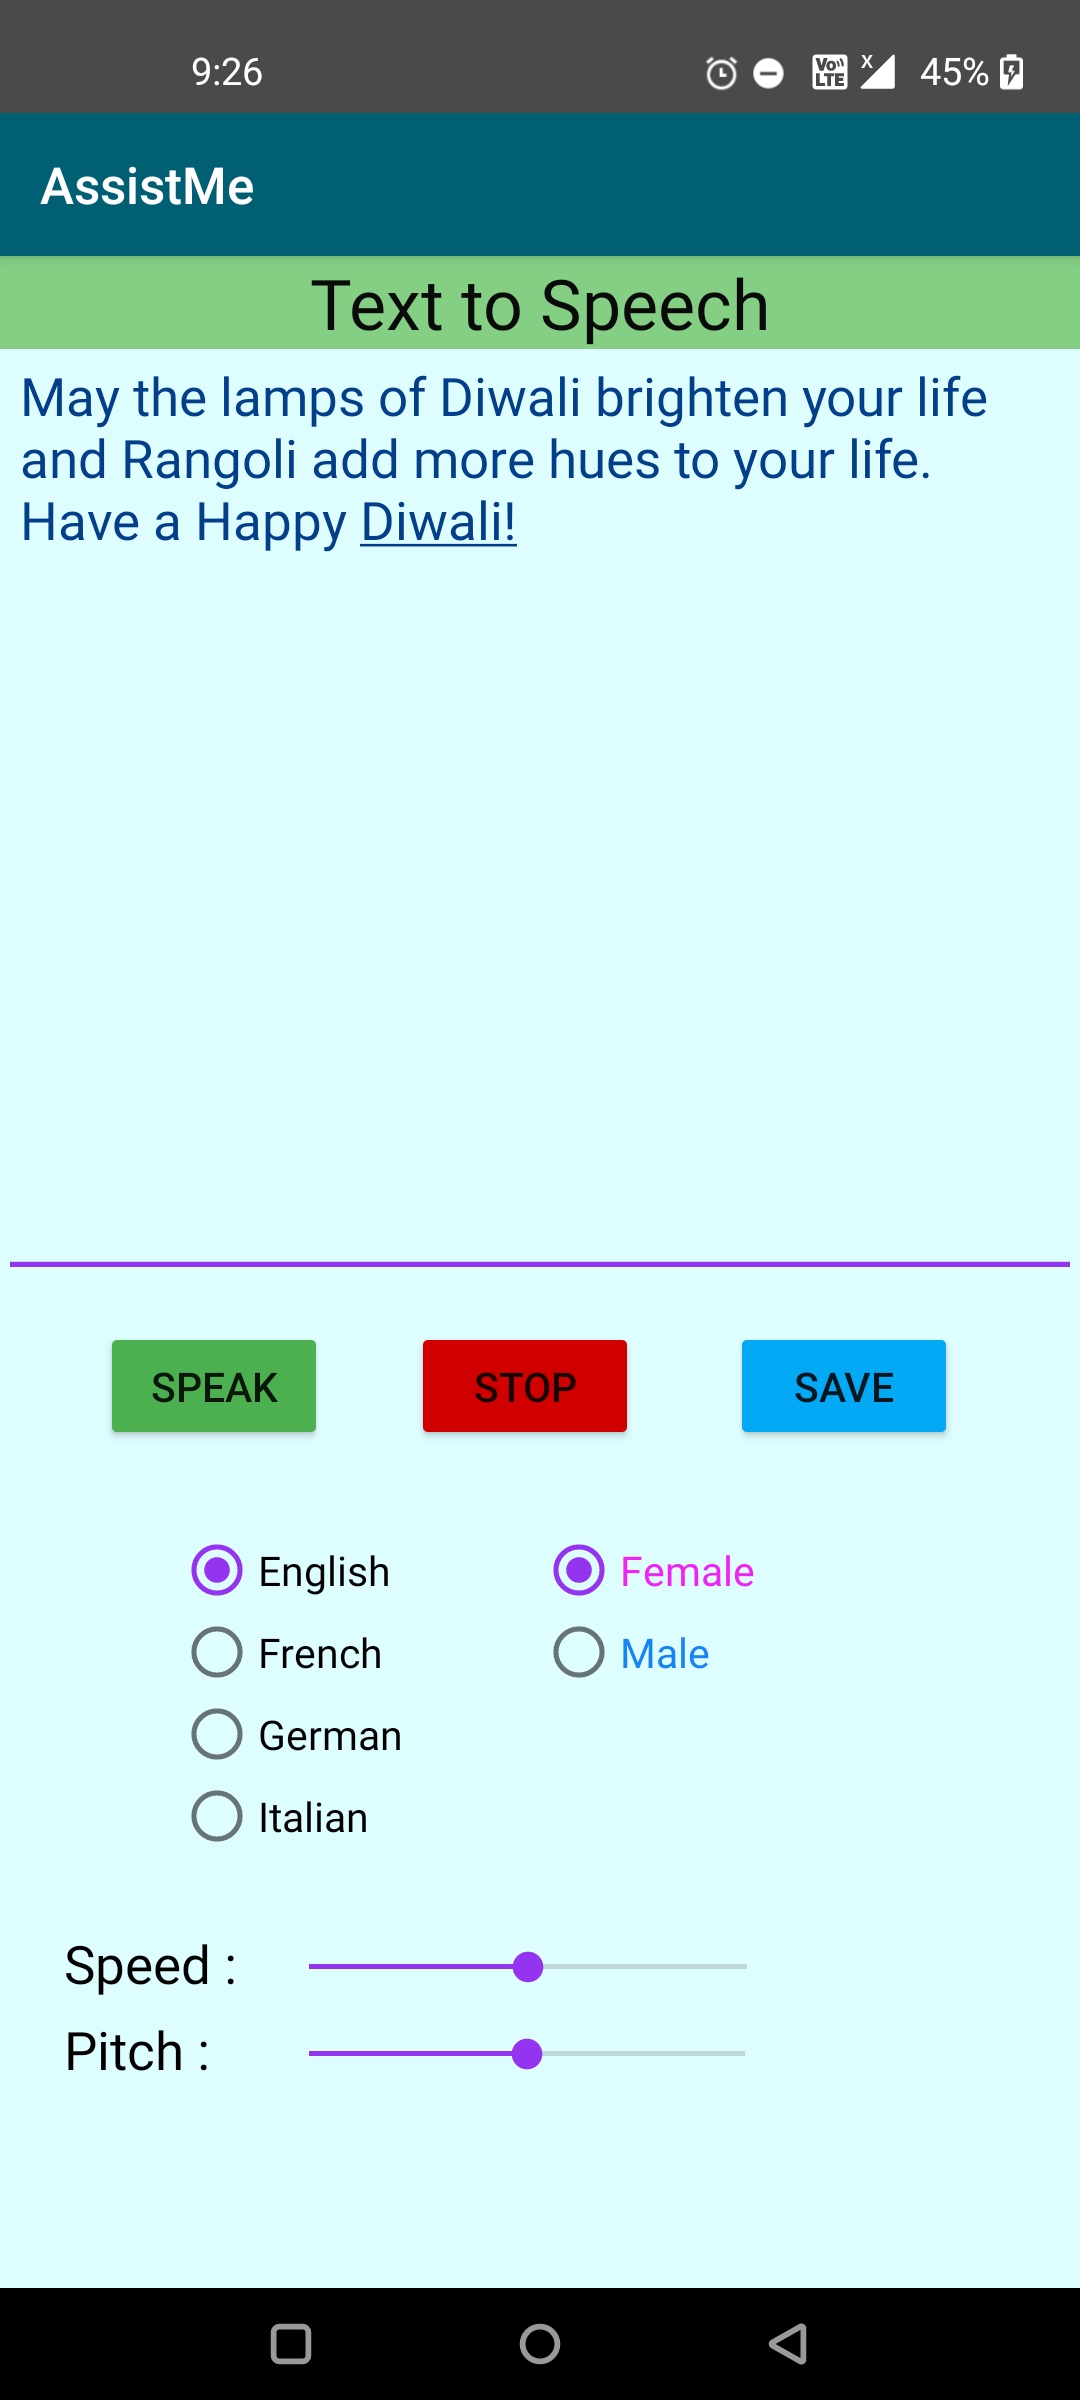 9:26
Vo LTE
X
45%
AssistMe
Text to Speech
May the lamps of Diwali brighten your life
and Rangoli add more hues to your life.
Have a Happy Diwali!
SPEAK STOP SAVE
English Female
French Male
German
Italian
Speed :
Pitch :